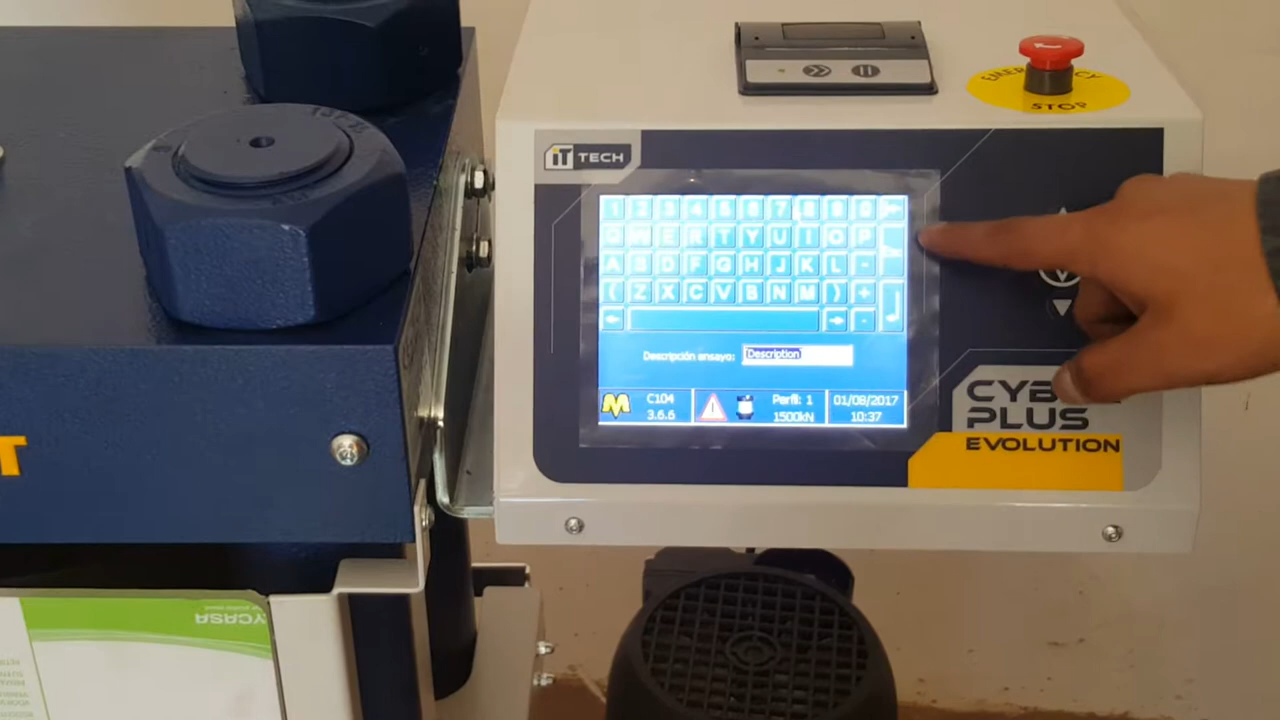 EMERGENCY
STOP
iT TECH
1 2 3 4 5 6 7 8 9 0
Q W E R T Y U I O P
A S D F G H J K L -
( Z X C V B N M ) +
Descripción ensayo: Description
C104
3.6.6
Perfil: 1
1500kN
01/08/2017
10:37
PLUS
EVOLUTION
T
YCASA